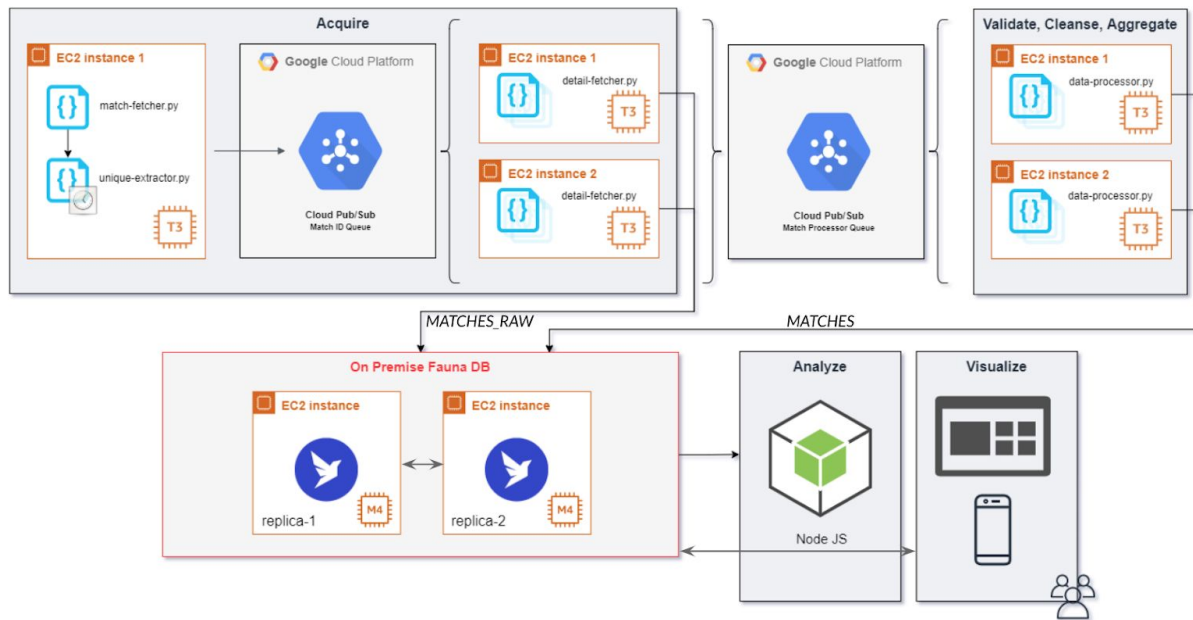 Acquire
EC2 instance 1
match-fetcher.py
unique-extractor.py
T3
Google Cloud Platform
Cloud Pub/Sub
Match ID Queue
EC2 instance 1
detail-fetcher.py
T3
EC2 instance 2
detail-fetcher.py
T3
Google Cloud Platform
Cloud Pub/Sub
Match Processor Queue
Validate, Cleanse, Aggregate
EC2 instance 1
data-processor.py
T3
EC2 instance 2
data-processor.py
T3
MATCHES_RAW
MATCHES
On Premise Fauna DB
EC2 instance
replica-1
M4
EC2 instance
replica-2
M4
Analyze
Node JS
Visualize